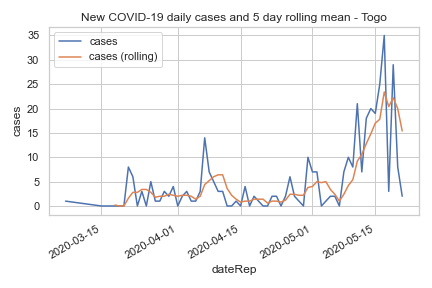 New COVID-19 daily cases and 5 day rolling mean - Togo
cases
cases (rolling)
35
30
25
20
15
10
5
0
cases
2020-03-15
2020-04-01
2020-04-15
2020-05-01
2020-05-15
dateRep